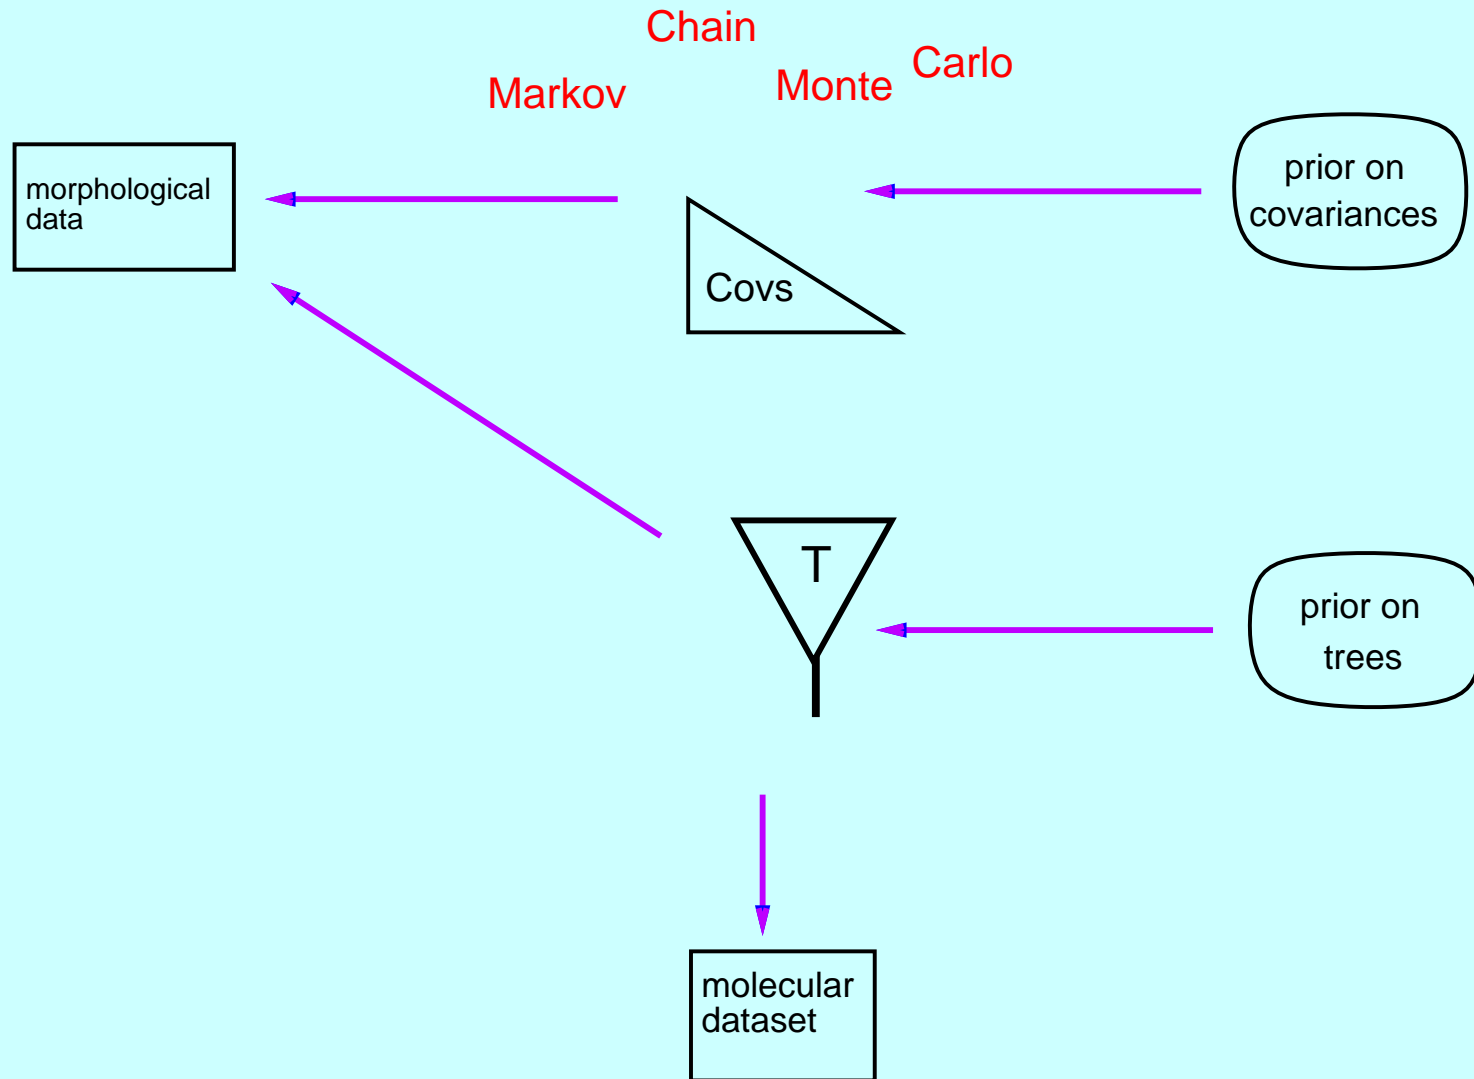 Chain
Markov
Monte
Carlo
morphological
data
prior on
covariances
Covs
T
prior on
trees
molecular
dataset